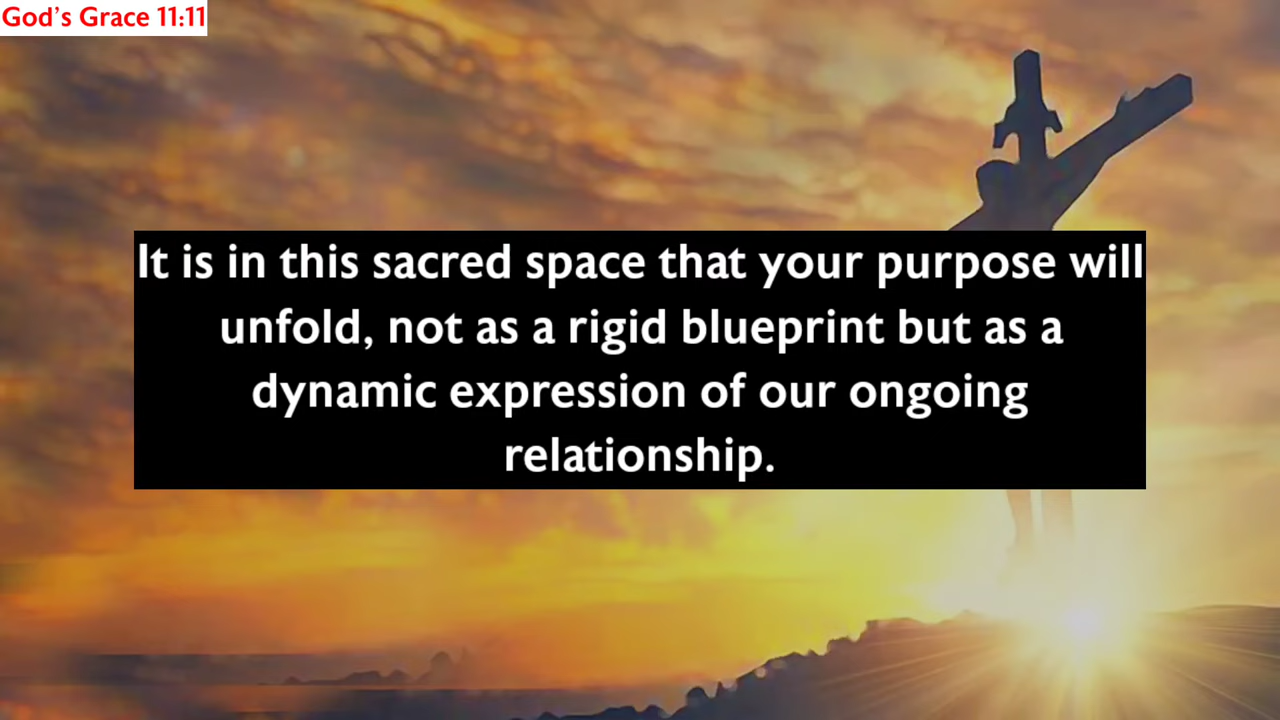 God's Grace 11:11
It is in this sacred space that your purpose will
unfold, not as a rigid blueprint but as a
dynamic expression of our ongoing
relationship.